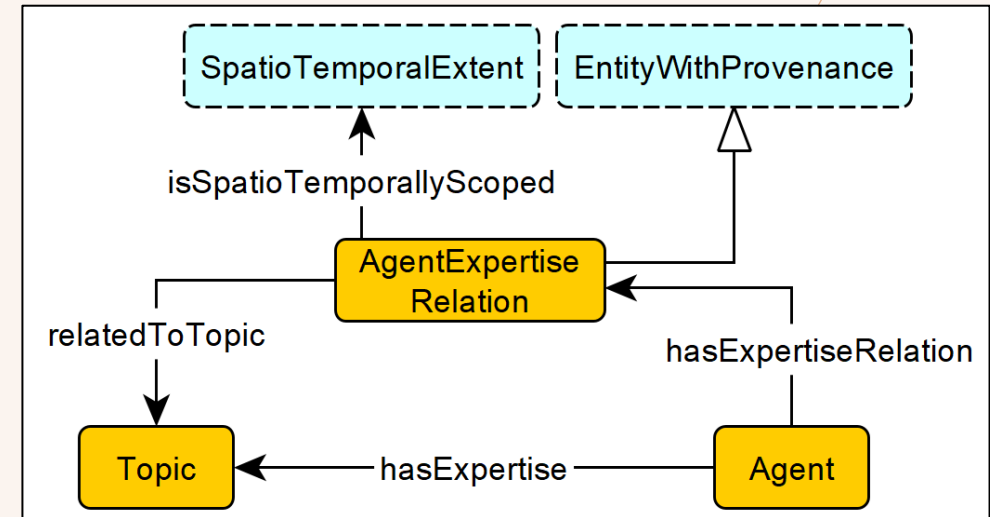 SpatioTemporalExtent
EntityWithProvenance
isSpatioTemporallyScoped
AgentExpertise
Relation
relatedToTopic
hasExpertiseRelation
Topic
hasExpertise
Agent